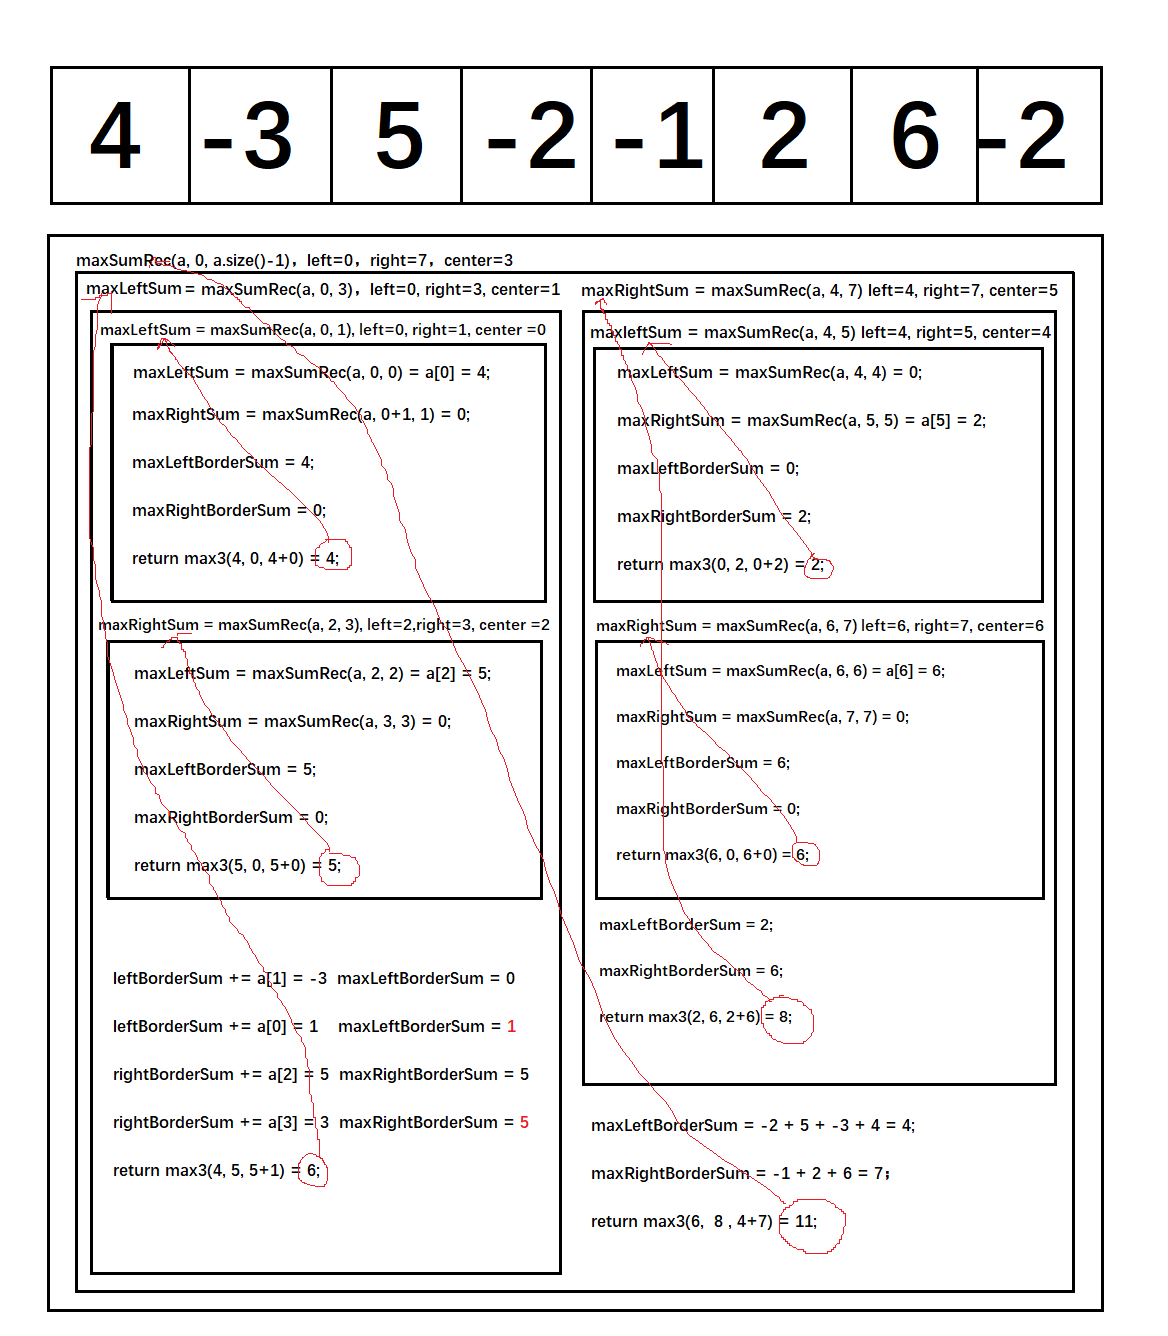 4 -3 5 -2 -1 2 6 -2
maxSumRec(a, 0, a.size()-1), left=0, right=7, center=3
maxLeftSum = maxSumRec(a, 0, 3), left=0, right=3, center=1
maxLeftSum = maxSumRec(a, 0, 1), left=0, right=1, center =0
maxLeftSum = maxSumRec(a, 0, 0) = a[0] = 4;
maxRightSum = maxSumRec(a, 0+1, 1) = 0;
maxLeftBorderSum = 4;
maxRightBorderSum = 0;
return max3(4, 0, 4+0) = 4;
maxRightSum = maxSumRec(a, 2, 3), left=2,right=3, center =2
maxLeftSum = maxSumRec(a, 2, 2) = a[2] = 5;
maxRightSum = maxSumRec(a, 3, 3) = 0;
maxLeftBorderSum = 5;
maxRightBorderSum = 0;
return max3(5, 0, 5+0) = 5;
leftBorderSum += a[1] = -3 maxLeftBorderSum = 0
leftBorderSum += a[0] = 1 maxLeftBorderSum = 1
rightBorderSum += a[2] = 5 maxRightBorderSum = 5
rightBorderSum += a[3] = 3 maxRightBorderSum = 5
return max3(4, 5, 5+1) = 6;
maxRightSum = maxSumRec(a, 4, 7) left=4, right=7, center=5
maxleftSum = maxSumRec(a, 4, 5) left=4, right=5, center=4
maxLeftSum = maxSumRec(a, 4, 4) = 0;
maxRightSum = maxSumRec(a, 5, 5) = a[5] = 2;
maxLeftBorderSum = 0;
maxRightBorderSum = 2;
return max3(0, 2, 0+2) = 2;
maxRightSum = maxSumRec(a, 6, 7) left=6, right=7, center=6
maxLeftSum = maxSumRec(a, 6, 6) = a[6] = 6;
maxRightSum = maxSumRec(a, 7, 7) = 0;
maxLeftBorderSum = 6;
maxRightBorderSum = 0;
return max3(6, 0, 6+0) = 6;
maxLeftBorderSum = 2;
maxRightBorderSum = 6;
return max3(2, 6, 2+6) = 8;
maxLeftBorderSum = -2 + 5 + -3 + 4 = 4;
maxRightBorderSum = -1 + 2 + 6 = 7;
return max3(6, 8 , 4+7) = 11;